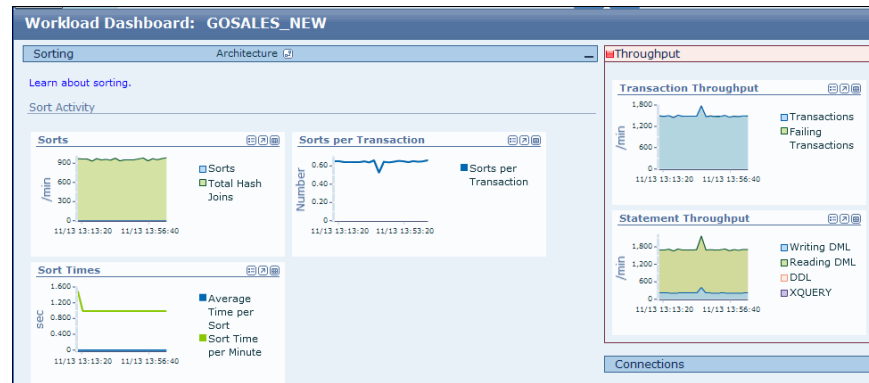 Workload Dashboard: GOSALES_NEW
Sorting
Architecture
Learn about sorting.
Sort Activity
Sorts
/min
900
600
300
0
11/13 13:13:20 11/13 13:56:40
Sorts
Total Hash
Joins
Sorts per Transaction
Number
0.60
0.40
0.20
0
11/13 13:13:20 11/13 13:53:20
Sorts per
Transaction
Sort Times
sec
1.600
1.200
0.800
0.400
0
11/13 13:13:20 11/13 13:56:40
Average
Time per
Sort
Sort Time
per Minute
Throughput
Transaction Throughput
/min
1,800
1,200
600
0
11/13 13:13:20 11/13 13:56:40
Transactions
Failing
Transactions
Statement Throughput
/min
1,800
1,200
600
0
11/13 13:13:20 11/13 13:56:40
Writing DML
Reading DML
DDL
XQUERY
Connections